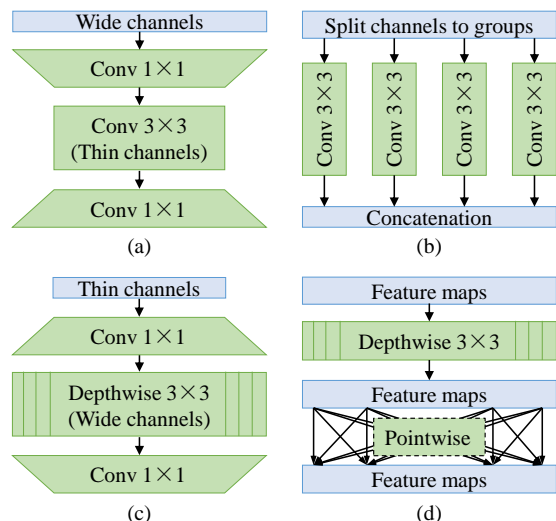 Wide channels
Conv 1×1
Conv 3×3
(Thin channels)
Conv 1×1
(a)
Split channels to groups
Conv 3×3
Conv 3×3
Conv 3×3
Conv 3×3
Concatenation
(b)
Thin channels
Conv 1×1
Depthwise 3×3
(Wide channels)
Conv 1×1
(c)
Feature maps
Depthwise 3×3
Feature maps
Pointwise
Feature maps
(d)